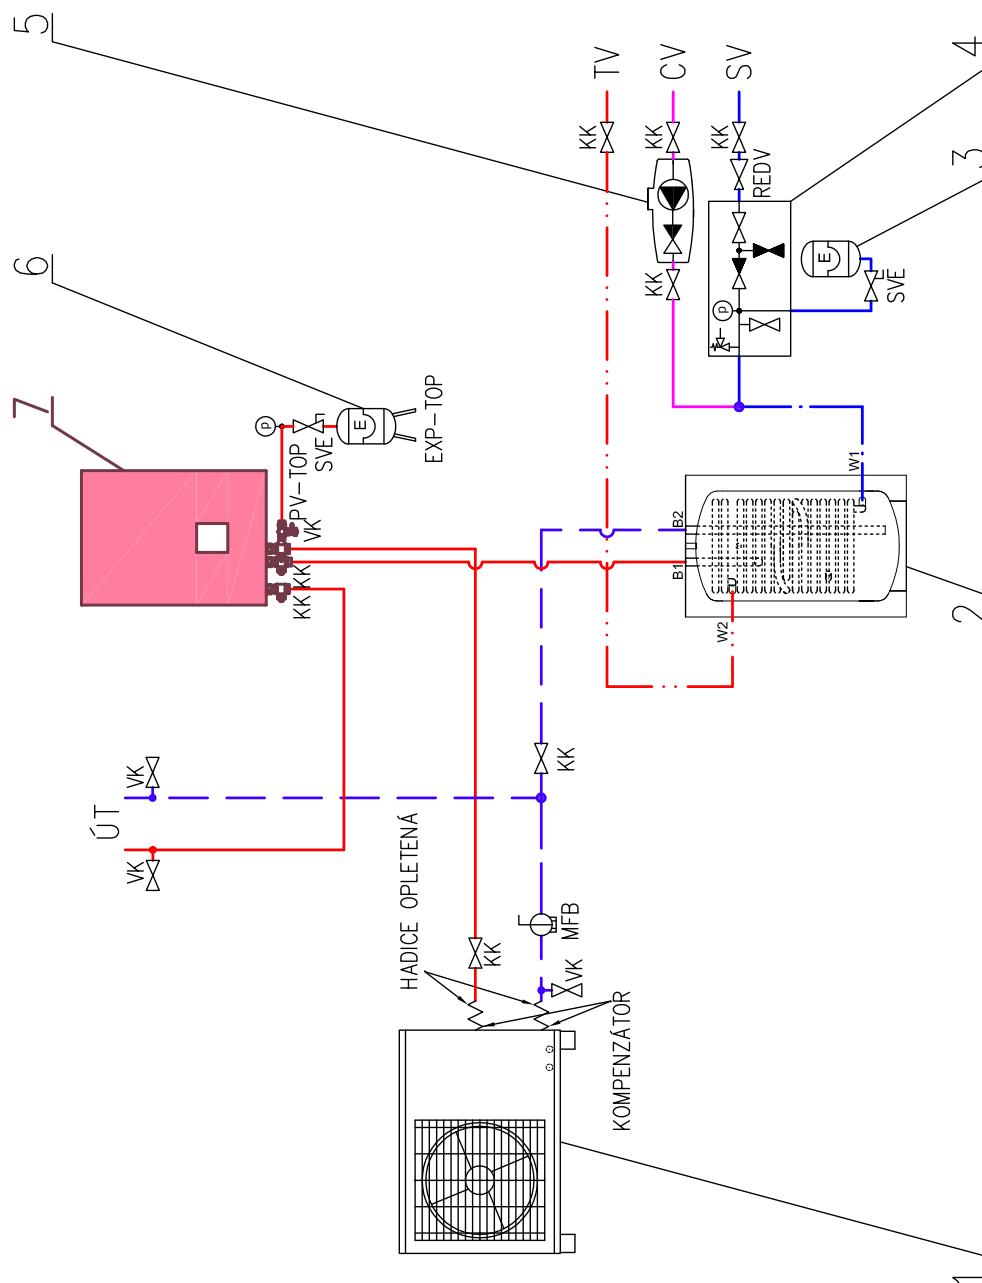 5
6
7
TV
CV
SV
KK
KK
KK
REDV
KK
4
3
E
SVE
p
p
E
SVE
EXP-TOP
PV-TOP
VK
KK
KK
W1
B2
B1
W2
2
ÚT
VK
VK
KK
HADICE OPLETENÁ
KK
MFB
VK
KOMPENZÁTOR
1